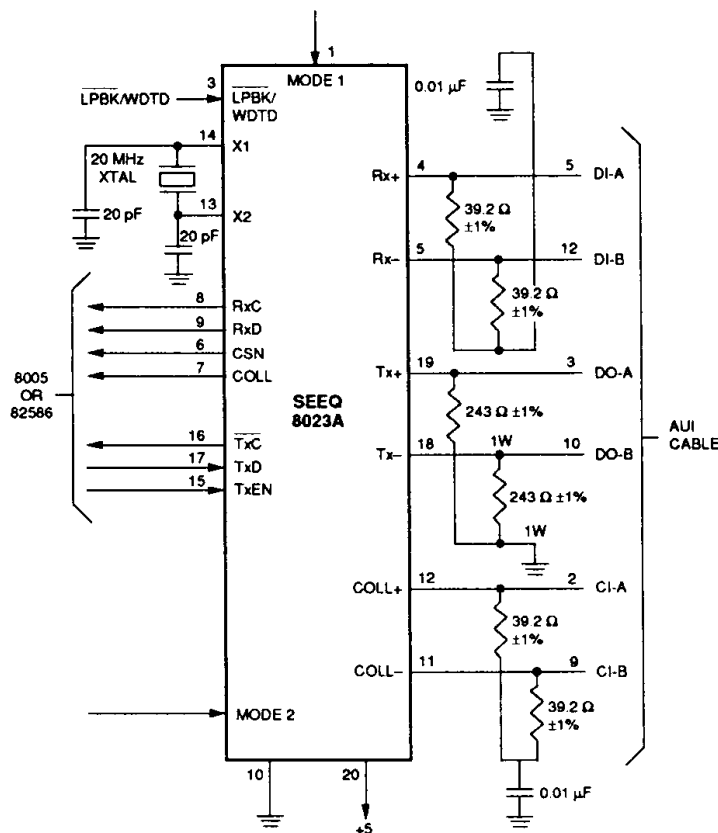 1
MODE 1
0.01 µF
3
LPBK/WDTD
LPBK/
WDTD
14
X1
20 MHz
XTAL
20 pF
13
X2
20 pF
4
Rx+
5
DI-A
39.2 Ω
±1%
5
Rx–
12
DI-B
39.2 Ω
±1%
8
RxC
9
RxD
6
CSN
7
COLL
8005
OR
82586
SEEQ
8023A
19
Tx+
3
DO-A
243 Ω ±1%
1W
18
Tx–
10
DO-B
243 Ω ±1%
1W
AUI
CABLE
16
TxC
17
TxD
15
TxEN
12
COLL+
2
CI-A
39.2 Ω
±1%
11
COLL–
9
CI-B
39.2 Ω
±1%
MODE 2
10
20
+5
0.01 µF